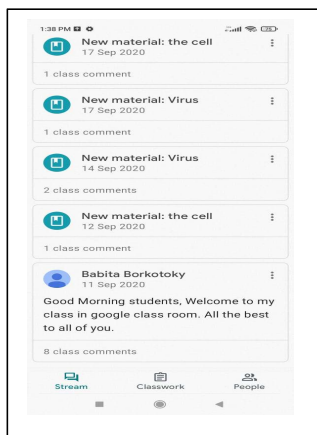 1:38 PM
New material: the cell
17 Sep 2020
1 class comment
New material: Virus
17 Sep 2020
1 class comment
New material: Virus
14 Sep 2020
2 class comments
New material: the cell
12 Sep 2020
1 class comment
Babita Borkotoky
11 Sep 2020
Good Morning students, Welcome to my
class in google class room. All the best
to all of you.
8 class comments
Stream Classwork People